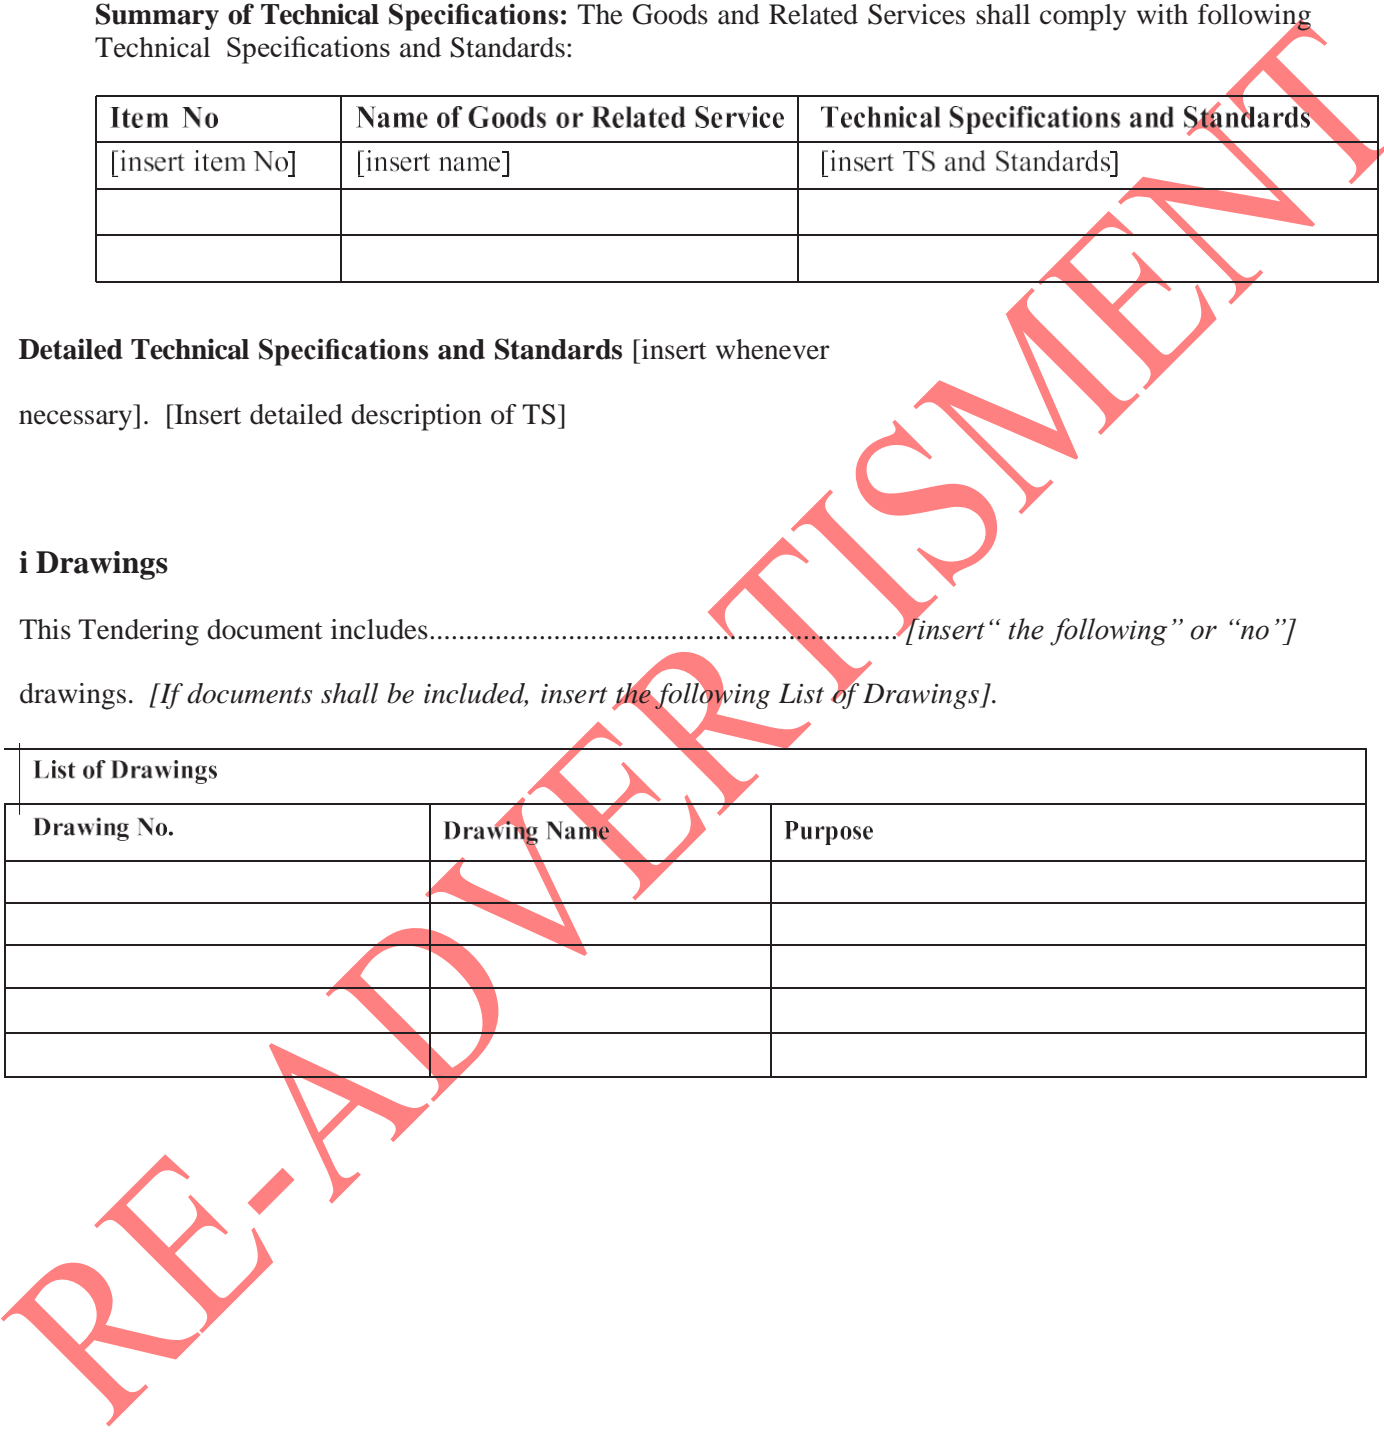 Summary of Technical Specifications: The Goods and Related Services shall comply with following
Technical Specifications and Standards:
Item No Name of Goods or Related Service Technical Specifications and Standards
[insert item No] [insert name] [insert TS and Standards]
Detailed Technical Specifications and Standards [insert whenever
necessary]. [Insert detailed description of TS]
i Drawings
This Tendering document includes................................................................ [insert“ the following” or “no”]
drawings. [If documents shall be included, insert the following List of Drawings].
List of Drawings
Drawing No. Drawing Name Purpose
RE-ADVERTISMENT